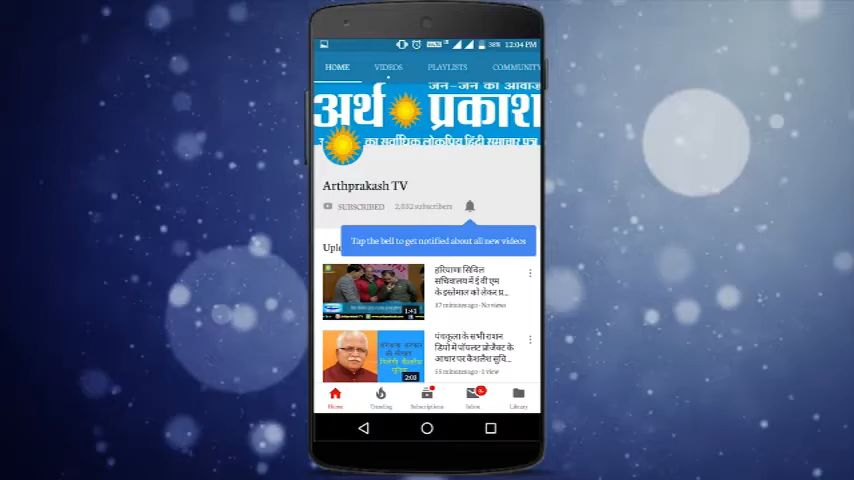 38% 12:04 PM
HOME VIDEOS PLAYLISTS COMMUNITY
जन-जन का आवाज़
अर्थ प्रकाश
का सर्वाधिक लोकप्रिय हिंदी समाचार पत्र
Arthprakash TV
SUBSCRIBED 2,032 subscribers
Tap the bell to get notified about all new videos
Uplo
हरियाणा सिविल
सचिवालय में ई वी एम
के इस्तेमाल को लेकर प्र...
37 minutes ago · No views
1:41
पंचकूला के सभी राशन
डिपो में पॉयलट प्रोजेक्ट के
आधार पर कैशलैश सुवि...
55 minutes ago · 1 view
2:03
Home Trending Subscriptions Inbox Library